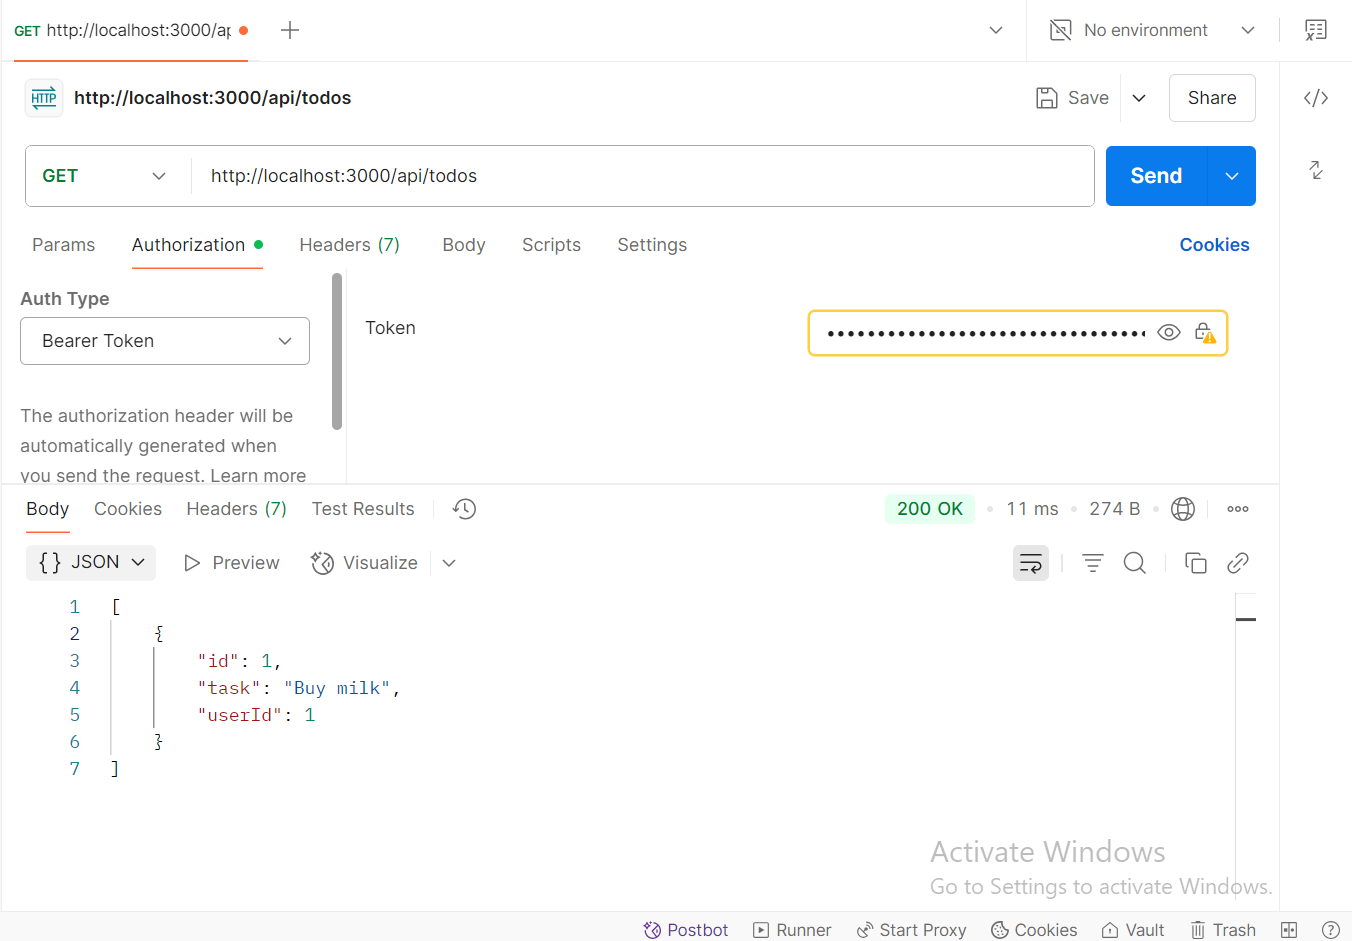 GET http://localhost:3000/ap
No environment
HTTP http://localhost:3000/api/todos
Save
Share
GET http://localhost:3000/api/todos
Send
Params Authorization Headers (7) Body Scripts Settings Cookies
Auth Type
Bearer Token
Token
The authorization header will be
automatically generated when
you send the request. Learn more
Body Cookies Headers (7) Test Results 200 OK • 11 ms • 274 B
{} JSON Preview Visualize
1 [
2 {
3 "id": 1,
4 "task": "Buy milk",
5 "userId": 1
6 }
7 ]
Activate Windows
Go to Settings to activate Windows.
Postbot Runner Start Proxy Cookies Vault Trash